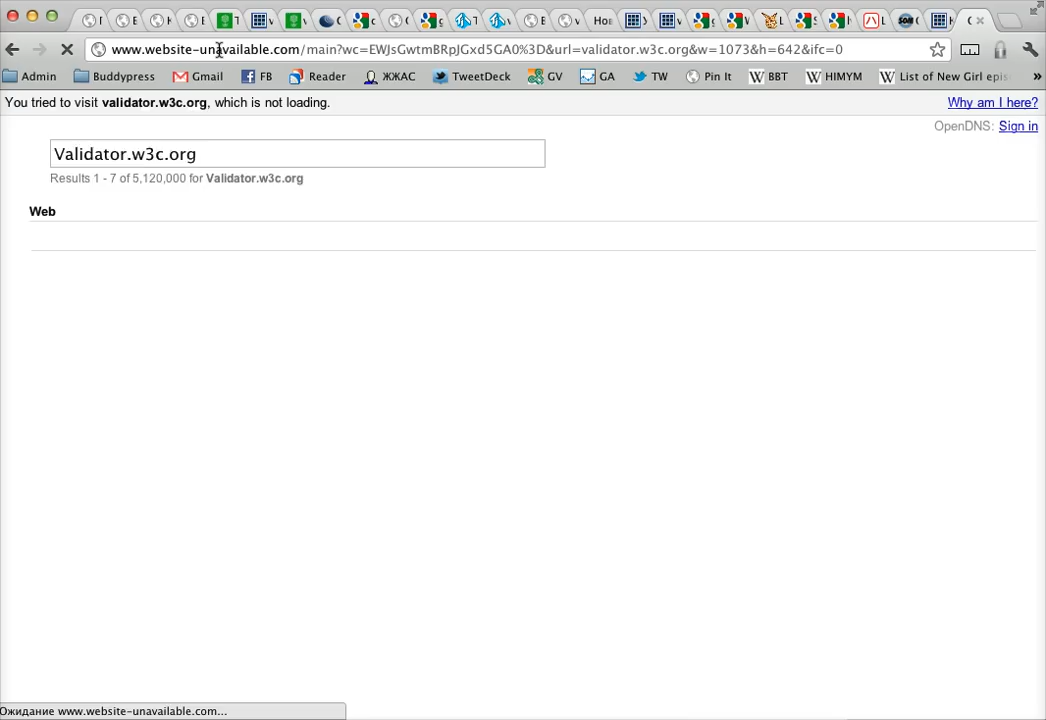 www.website-unavailable.com/main?wc=EWJsGwtmBRpJGxd5GA0%3D&url=validator.w3c.org&w=1073&h=642&ifc=0
Admin Buddypress Gmail FB Reader ЖЖАС TweetDeck GV GA TW Pin It BBT HIMYM List of New Girl epis »
You tried to visit validator.w3c.org, which is not loading. Why am I here?
OpenDNS: Sign in
Validator.w3c.org
Results 1 - 7 of 5,120,000 for Validator.w3c.org
Web
Ожидание www.website-unavailable.com...